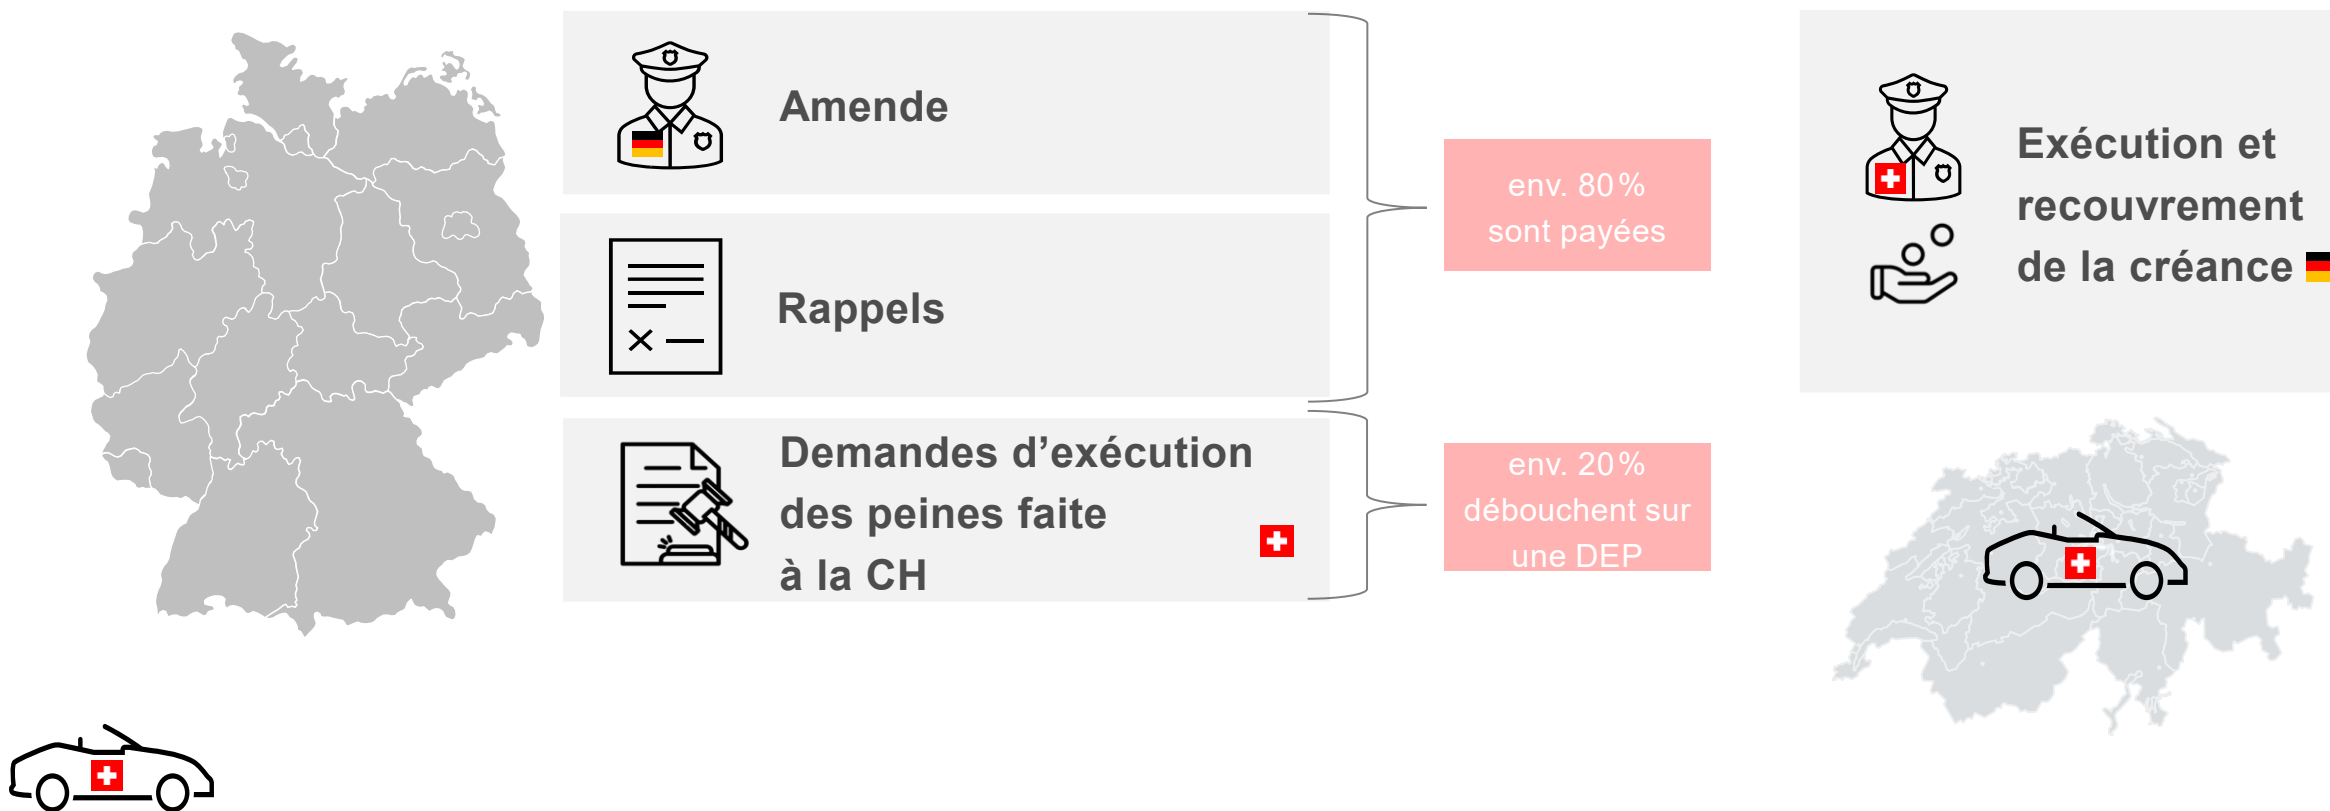 Amende
Rappels
Demandes d’exécution
des peines faite
à la CH
env. 80%
sont payées
env. 20%
débouchent sur
une DEP
Exécution et
recouvrement
de la créance